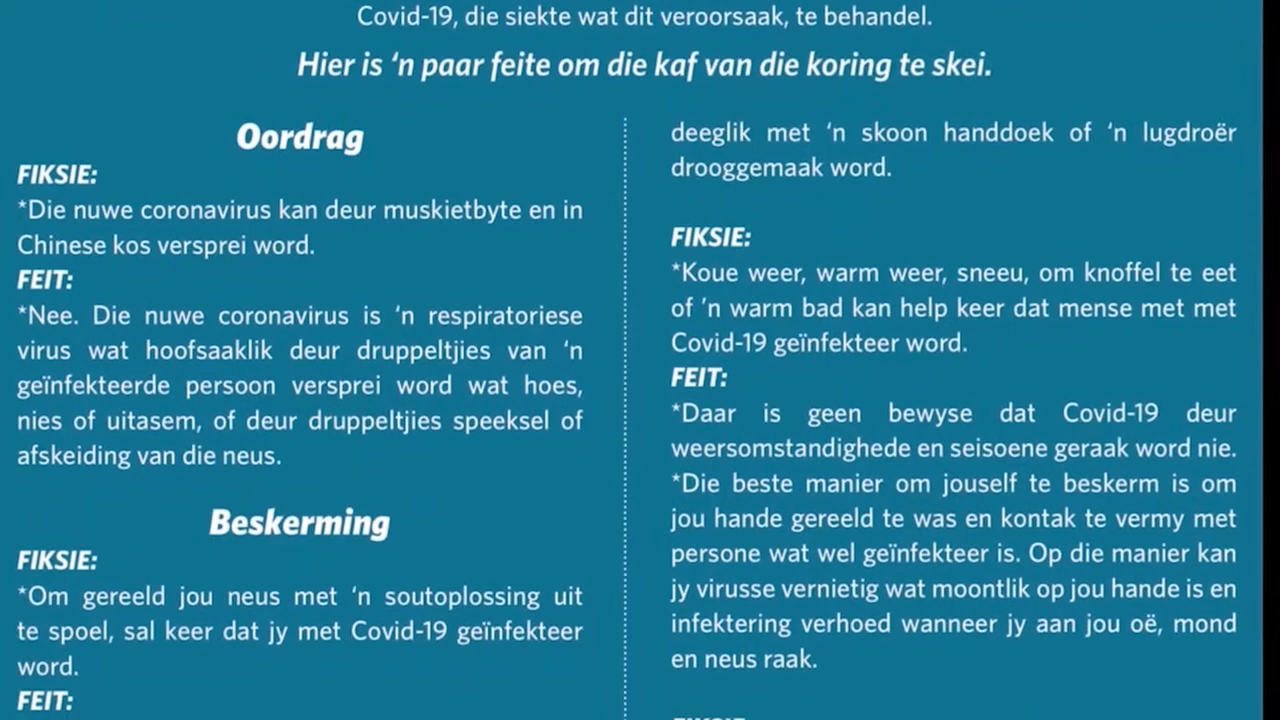 Covid-19, die siekte wat dit veroorsaak, te behandel.
Hier is ‘n paar feite om die kaf van die koring te skei.
Oordrag
FIKSIE:
*Die nuwe coronavirus kan deur muskietbyte en in
Chinese kos versprei word.
FEIT:
*Nee. Die nuwe coronavirus is ‘n respiratoriese
virus wat hoofsaaklik deur druppeltjies van ‘n
geïnfekteerde persoon versprei word wat hoes,
nies of uitasem, of deur druppeltjies speeksel of
afskeiding van die neus.
Beskerming
FIKSIE:
*Om gereeld jou neus met ‘n soutoplossing uit
te spoel, sal keer dat jy met Covid-19 geïnfekteer
word.
FEIT:
deeglik met ‘n skoon handdoek of ‘n lugdroër
drooggemaak word.
FIKSIE:
*Koue weer, warm weer, sneeu, om knoffel te eet
of ’n warm bad kan help keer dat mense met met
Covid-19 geïnfekteer word.
FEIT:
*Daar is geen bewyse dat Covid-19 deur
weersomstandighede en seisoene geraak word nie.
*Die beste manier om jouself te beskerm is om
jou hande gereeld te was en kontak te vermy met
persone wat wel geïnfekteer is. Op die manier kan
jy virusse vernietig wat moontlik op jou hande is en
infektering verhoed wanneer jy aan jou oë, mond
en neus raak.